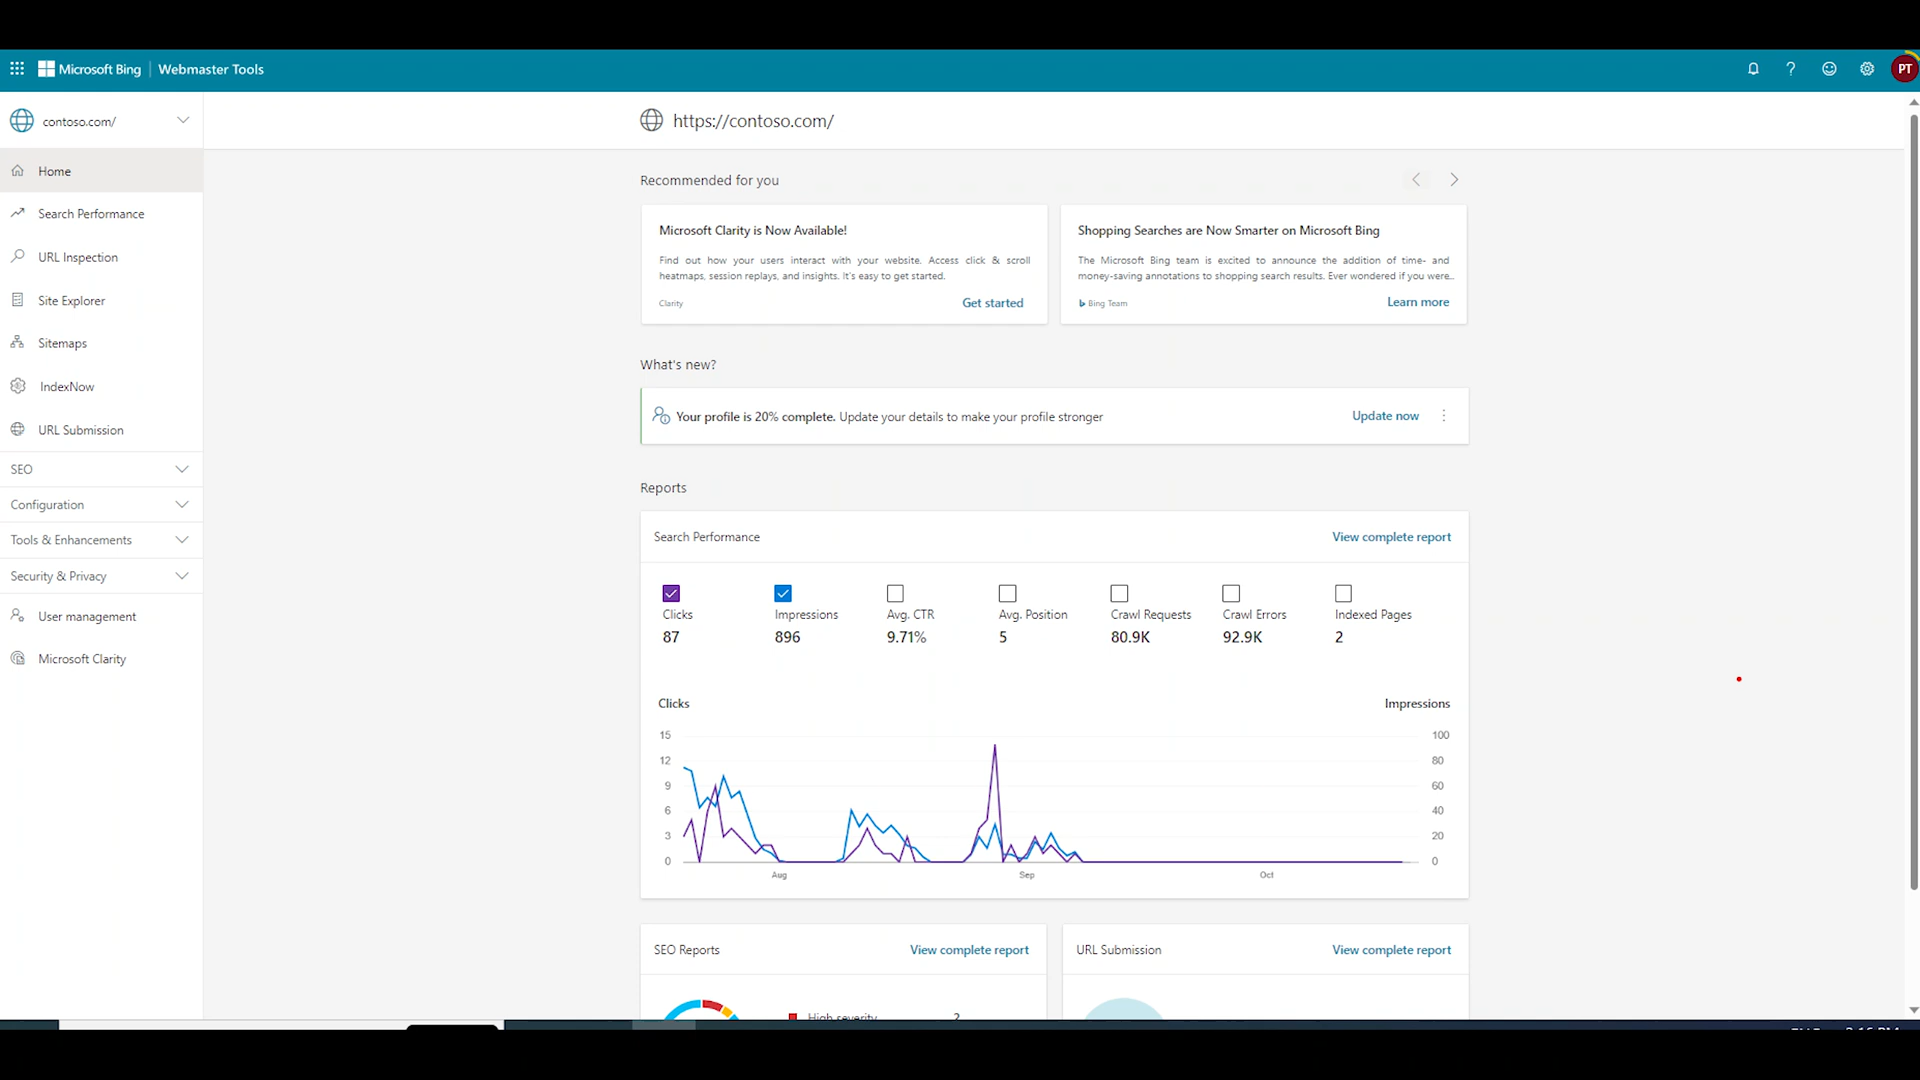 Microsoft Bing
Webmaster Tools
PT
contoso.com/
Home
Search Performance
URL Inspection
Site Explorer
Sitemaps
IndexNow
URL Submission
SEO
Configuration
Tools & Enhancements
Security & Privacy
User management
Microsoft Clarity
https://contoso.com/
Recommended for you
Microsoft Clarity is Now Available!
Find out how your users interact with your website. Access click & scroll
heatmaps, session replays, and insights. It's easy to get started.
Clarity
Get started
Shopping Searches are Now Smarter on Microsoft Bing
The Microsoft Bing team is excited to announce the addition of time- and
money-saving annotations to shopping search results. Ever wondered if you were..
Bing Team
Learn more
What's new?
Your profile is 20% complete. Update your details to make your profile stronger
Update now
Reports
Search Performance
View complete report
Clicks
87
Impressions
896
Avg. CTR
9.71%
Avg. Position
5
Crawl Requests
80.9K
Crawl Errors
92.9K
Indexed Pages
2
Clicks
Impressions
15
12
9
6
3
0
100
80
60
40
20
0
Aug
Sep
Oct
SEO Reports
View complete report
High severity
2
URL Submission
View complete report